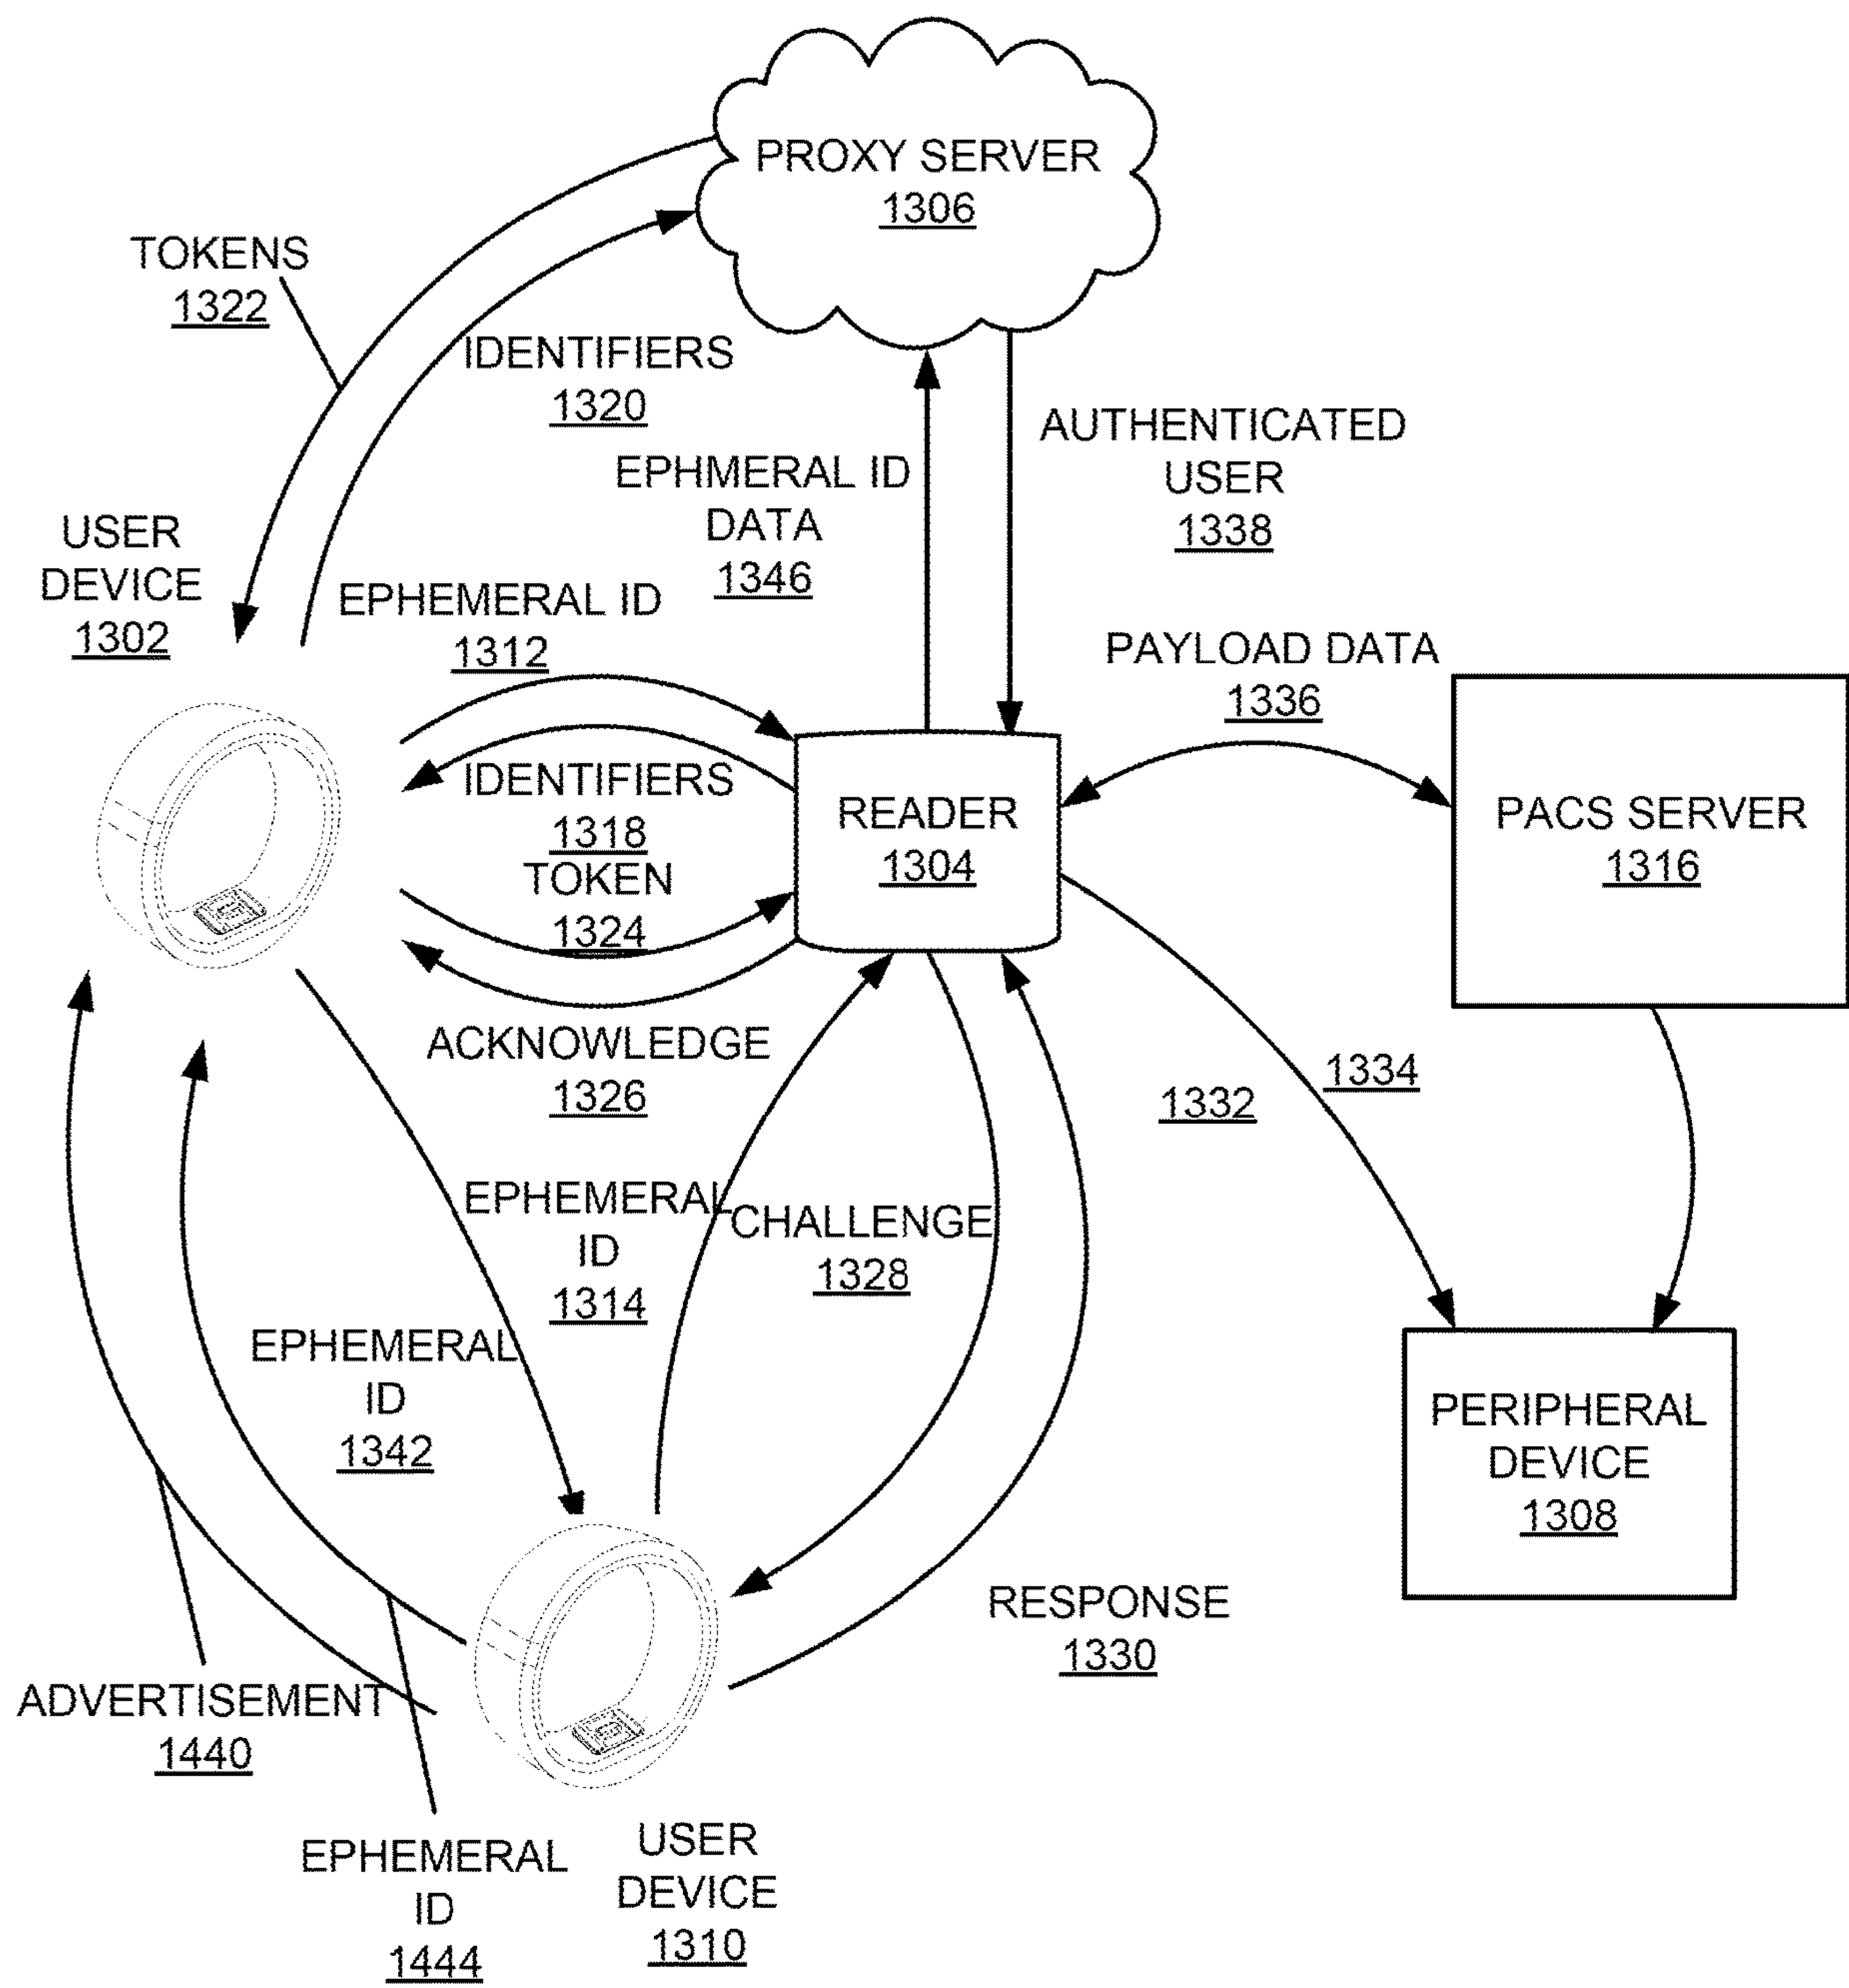 PROXY SERVER
1306
TOKENS
1322
IDENTIFIERS
1320
AUTHENTICATED
USER
1338
EPHMERAL ID
DATA
1346
USER
DEVICE
1302
EPHEMERAL ID
1312
PAYLOAD DATA
1336
IDENTIFIERS
1318
TOKEN
1324
READER
1304
PACS SERVER
1316
ACKNOWLEDGE
1326
1332
1334
EPHEMERAL
ID
1314
CHALLENGE
1328
EPHEMERAL
ID
1342
PERIPHERAL
DEVICE
1308
RESPONSE
1330
ADVERTISEMENT
1440
EPHEMERAL
ID
1444
USER
DEVICE
1310